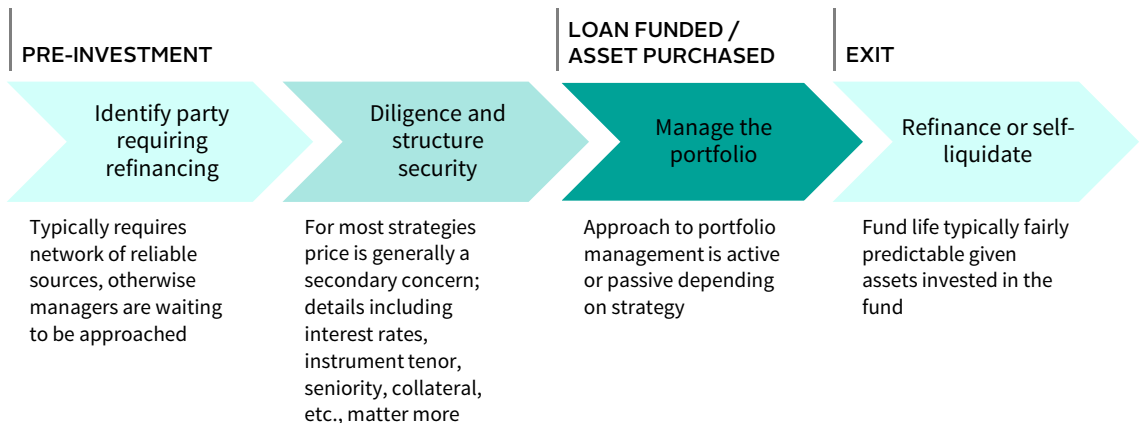 PRE-INVESTMENT
LOAN FUNDED /
ASSET PURCHASED
EXIT
Identify party
requiring
refinancing
Diligence and
structure
security
Manage the
portfolio
Refinance or self-
liquidate
Typically requires
network of reliable
sources, otherwise
managers are waiting
to be approached
For most strategies
price is generally a
secondary concern;
details including
interest rates,
instrument tenor,
seniority, collateral,
etc., matter more
Approach to portfolio
management is active
or passive depending
on strategy
Fund life typically fairly
predictable given
assets invested in the
fund